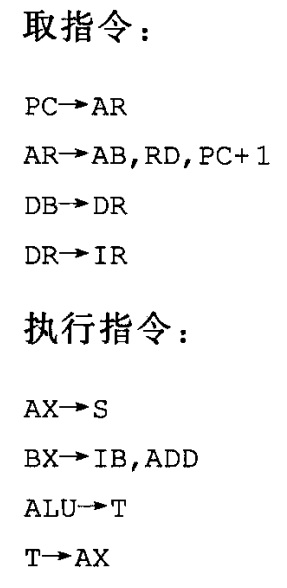 取指令：
PC→AR
AR→AB,RD,PC+1
DB→DR
DR→IR
执行指令：
AX→S
BX→IB,ADD
ALU→T
T→AX